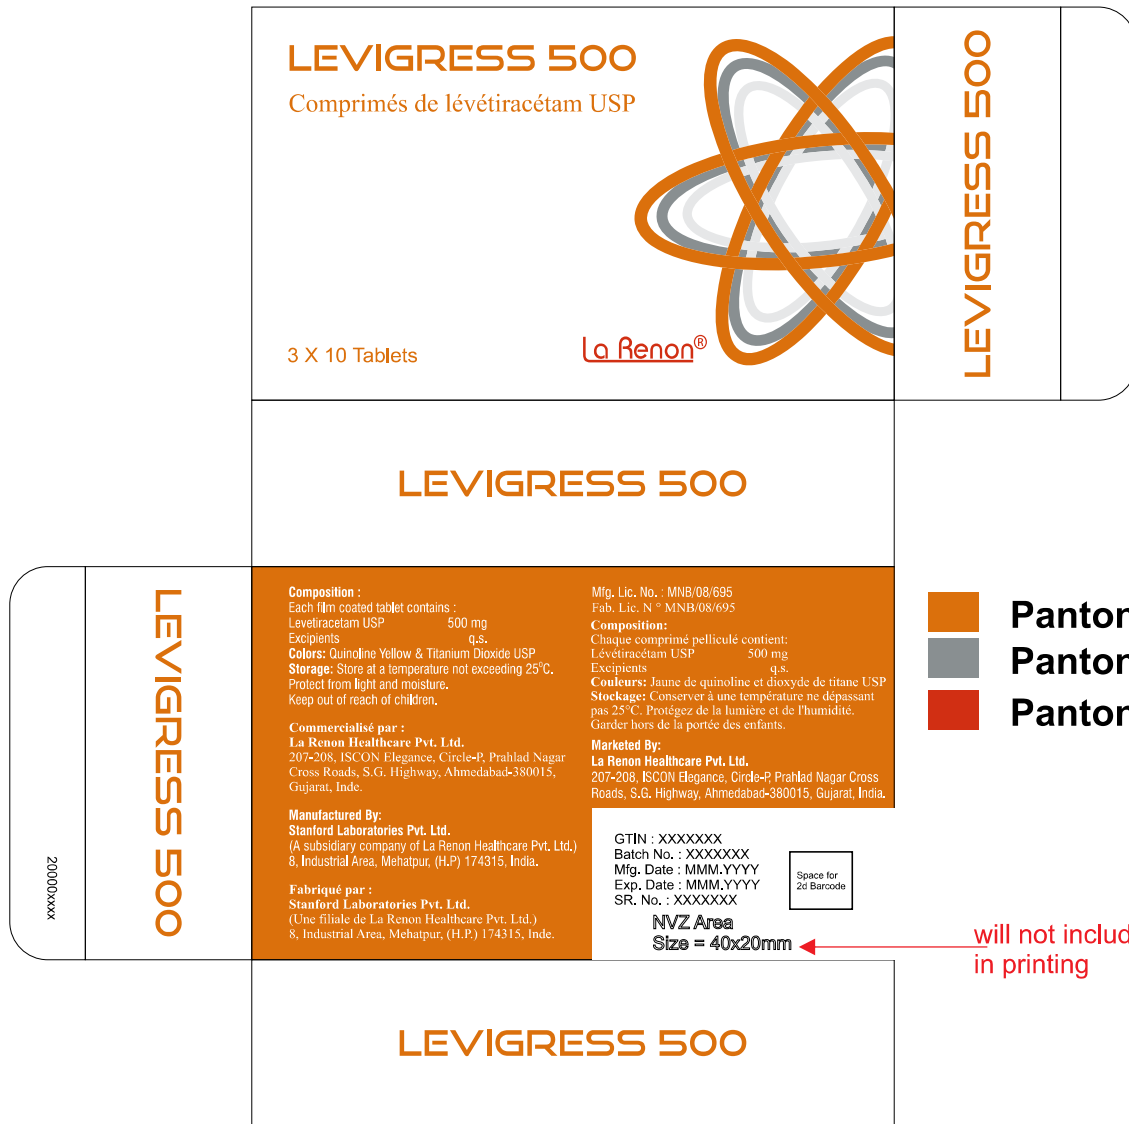 LEVIGRESS 500
Comprimés de lévétiracétam USP
3 X 10 Tablets
La Renon®
LEVIGRESS 500
LEVIGRESS 500
LEVIGRESS 500
20000xxxx
Composition :
Each film coated tablet contains :
Levetiracetam USP 500 mg
Excipients q.s.
Colors: Quinoline Yellow & Titanium Dioxide USP
Storage: Store at a temperature not exceeding 25°C.
Protect from light and moisture.
Keep out of reach of children.
Commercialisé par :
La Renon Healthcare Pvt. Ltd.
207-208, ISCON Elegance, Circle-P, Prahlad Nagar
Cross Roads, S.G. Highway, Ahmedabad-380015,
Gujarat, Inde.
Manufactured By:
Stanford Laboratories Pvt. Ltd.
(A subsidiary company of La Renon Healthcare Pvt. Ltd.)
8, Industrial Area, Mehatpur, (H.P) 174315, India.
Fabriqué par :
Stanford Laboratories Pvt. Ltd.
(Une filiale de La Renon Healthcare Pvt. Ltd.)
8, Industrial Area, Mehatpur, (H.P.) 174315, Inde.
Mfg. Lic. No. : MNB/08/695
Fab. Lic. N ° MNB/08/695
Composition:
Chaque comprimé pelliculé contient:
Lévétiracétam USP 500 mg
Excipients q.s.
Couleurs: Jaune de quinoline et dioxyde de titane USP
Stockage: Conserver à une température ne dépassant
pas 25°C. Protégez de la lumière et de l'humidité.
Garder hors de la portée des enfants.
Marketed By:
La Renon Healthcare Pvt. Ltd.
207-208, ISCON Elegance, Circle-P, Prahlad Nagar Cross
Roads, S.G. Highway, Ahmedabad-380015, Gujarat, India.
GTIN : XXXXXXX
Batch No. : XXXXXXX
Mfg. Date : MMM.YYYY
Exp. Date : MMM.YYYY
SR. No. : XXXXXXX
Space for
2d Barcode
NVZ Area
Size = 40x20mm
will not includ
in printing
Panton
Panton
Panton
LEVIGRESS 500